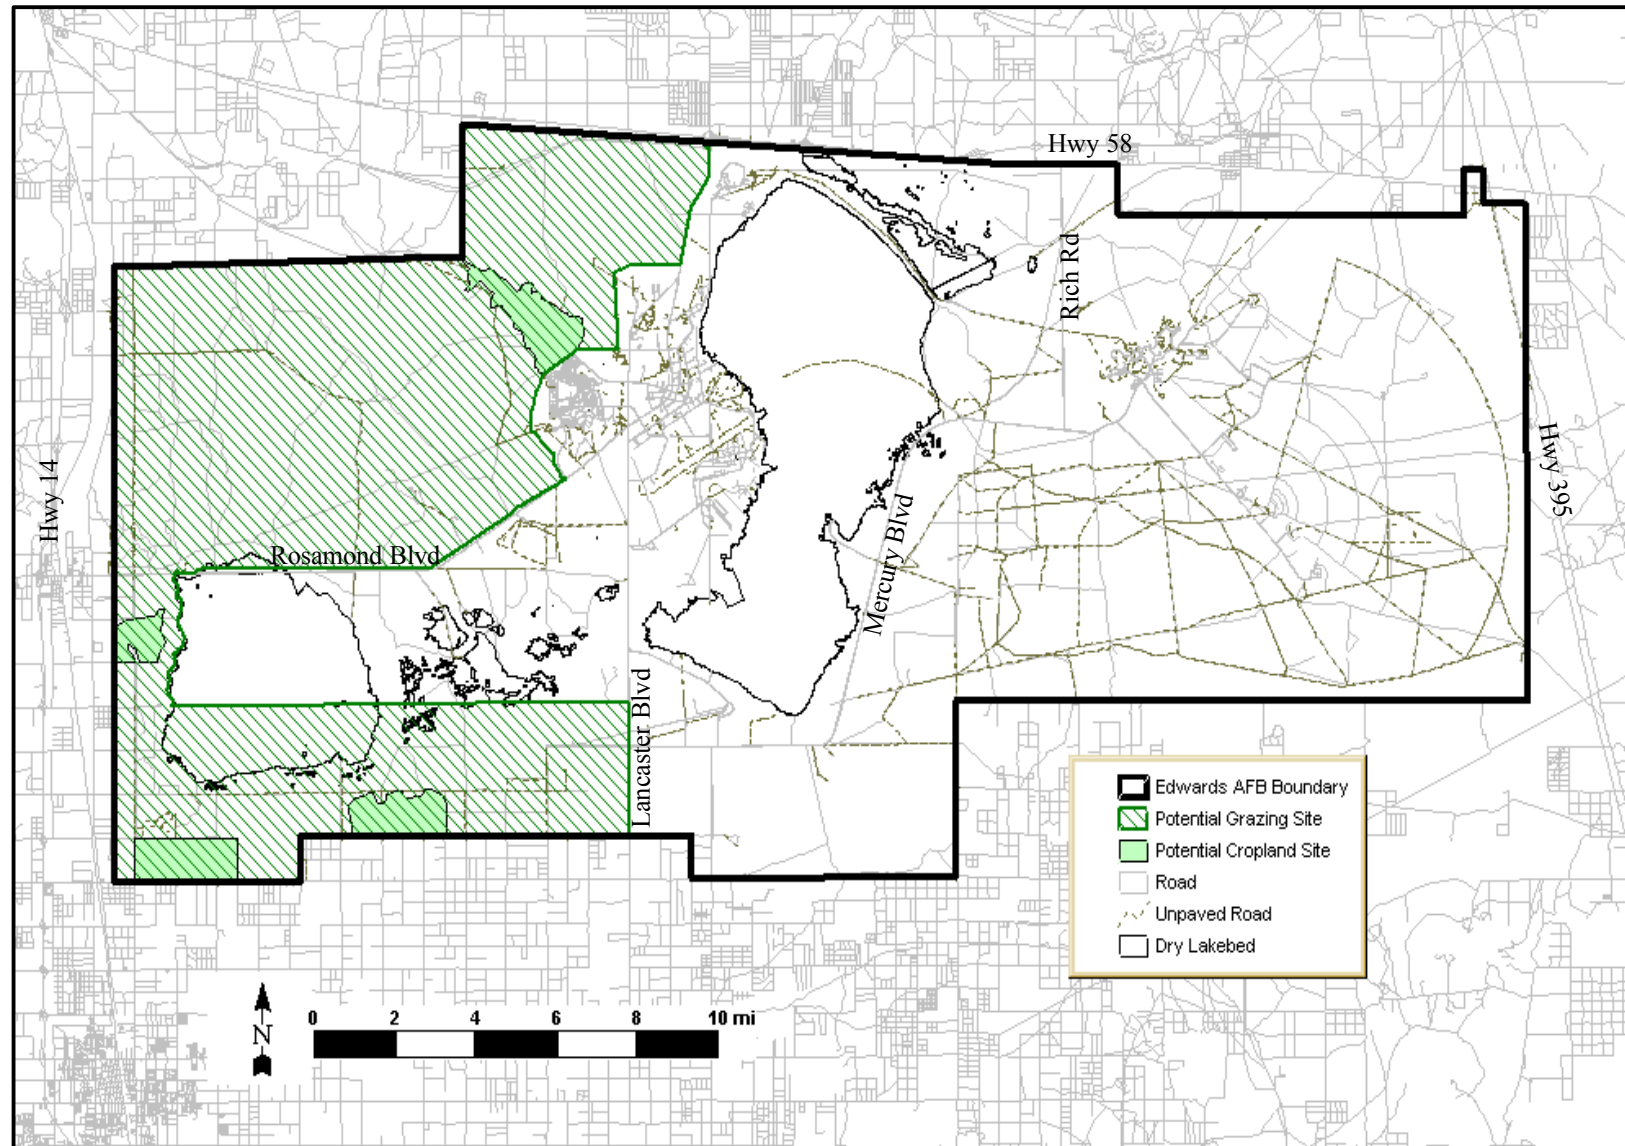 Hwy 58
Rich Rd
Hwy 14
Hwy 395
Rosamond Blvd
Mercury Blvd
Lancaster Blvd
Edwards AFB Boundary
Potential Grazing Site
Potential Cropland Site
Road
Unpaved Road
Dry Lakebed
N
0 2 4 6 8 10 mi